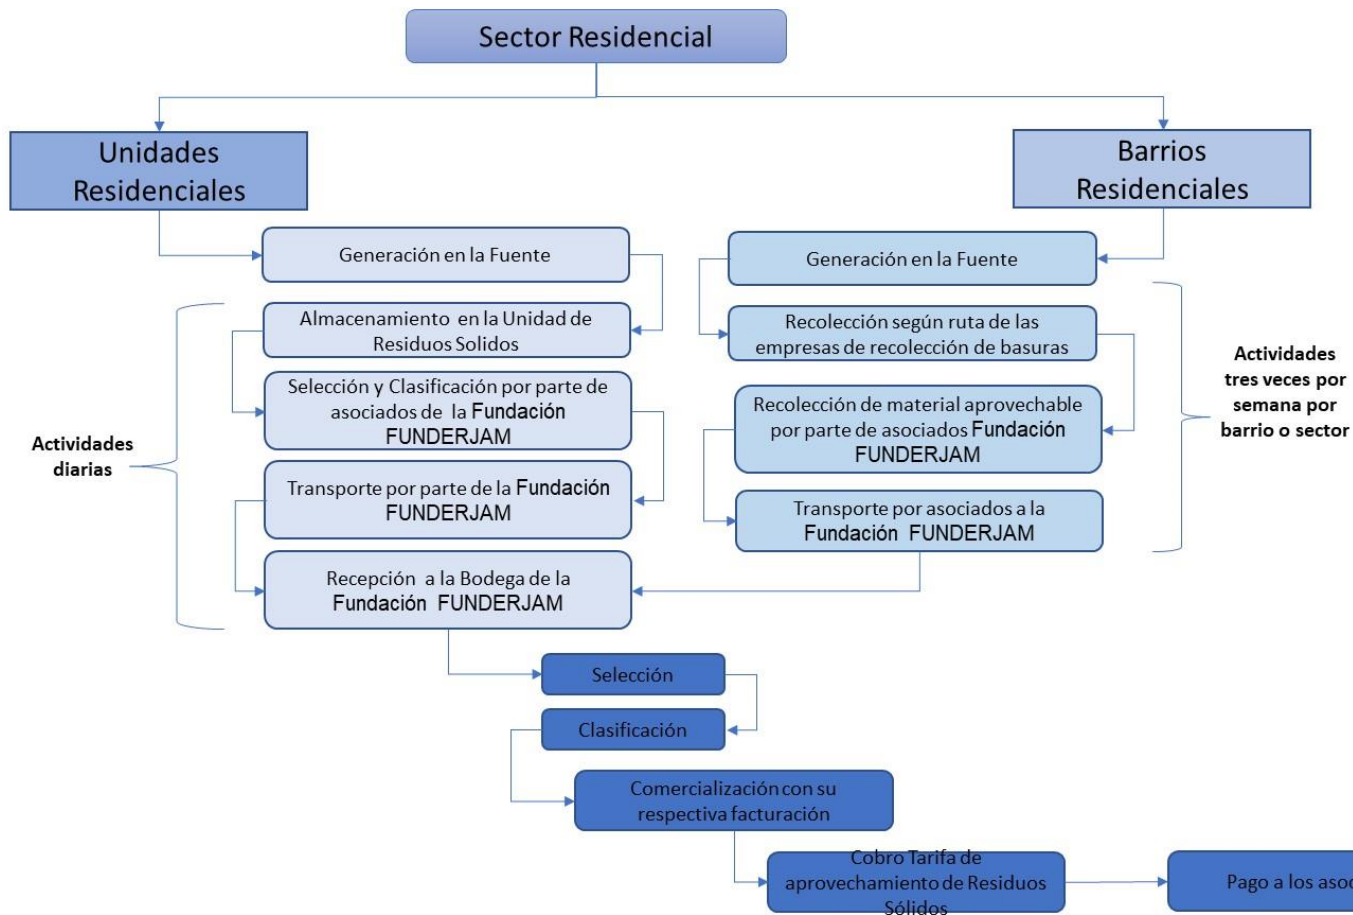 Sector Residencial
Unidades
Residenciales
Barrios
Residenciales
Generación en la Fuente
Almacenamiento en la Unidad de
Residuos Solidos
Selección y Clasificación por parte de
asociados de la Fundación
FUNDERJAM
Transporte por parte de la Fundación
FUNDERJAM
Recepción a la Bodega de la
Fundación FUNDERJAM
Actividades
diarias
Generación en la Fuente
Recolección según ruta de las
empresas de recolección de basuras
Recolección de material aprovechable
por parte de asociados Fundación
FUNDERJAM
Transporte por asociados a la
Fundación FUNDERJAM
Actividades
tres veces por
semana por
barrio o sector
Selección
Clasificación
Comercialización con su
respectiva facturación
Cobro Tarifa de
aprovechamiento de Residuos
Sólidos
Pago a los